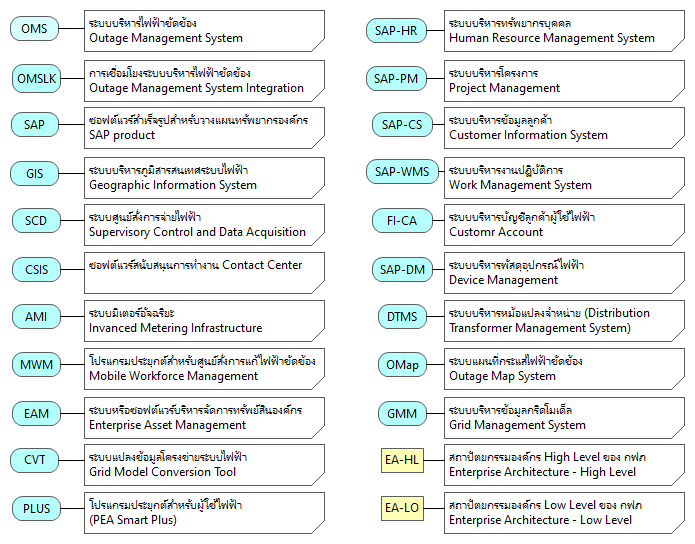 OMS
ระบบบริหารไฟฟ้าขัดข้อง
Outage Management System
OMSLK
การเชื่อมโยงระบบบริหารไฟฟ้าขัดข้อง
Outage Management System Integration
SAP
ซอฟต์แวร์สำเร็จรูปสำหรับวางแผนทรัพยากรองค์กร
SAP product
GIS
ระบบบริหารภูมิสารสนเทศระบบไฟฟ้า
Geographic Information System
SCD
ระบบศูนย์สั่งการจ่ายไฟฟ้า
Supervisory Control and Data Acquisition
CSIS
ซอฟต์แวร์สนับสนุนการทำงาน Contact Center
AMI
ระบบมิเตอร์อัจฉริยะ
Invanced Metering Infrastructure
MWM
โปรแกรมประยุกต์สำหรับศูนย์สั่งการแก้ไฟฟ้าขัดข้อง
Mobile Workforce Management
EAM
ระบบหรือซอฟต์แวร์บริหารจัดการทรัพย์สินองค์กร
Enterprise Asset Management
CVT
ระบบแปลงข้อมูลโครงข่ายระบบไฟฟ้า
Grid Model Conversion Tool
PLUS
โปรแกรมประยุกต์สำหรับผู้ใช้ไฟฟ้า
(PEA Smart Plus)
SAP-HR
ระบบบริหารทรัพยากรบุคคล
Human Resource Management System
SAP-PM
ระบบบริหารโครงการ
Project Management
SAP-CS
ระบบบริหารข้อมูลลูกค้า
Customer Information System
SAP-WMS
ระบบบริหารงานปฏิบัติการ
Work Management System
FI-CA
ระบบบริหารบัญชีลูกค้าผู้ใช้ไฟฟ้า
Customr Account
SAP-DM
ระบบบริหารพัสดุอุปกรณ์ไฟฟ้า
Device Management
DTMS
ระบบบริหารหม้อแปลงจำหน่าย (Distribution
Transformer Management System)
OMap
ระบบแผนที่กระแสไฟฟ้าขัดข้อง
Outage Map System
GMM
ระบบบริหารข้อมูลกริดโมเด็ล
Grid Management System
EA-HL
สถาปัตยกรรมองค์กร High Level ของ กฟภ
Enterprise Architecture - High Level
EA-LO
สถาปัตยกรรมองค์กร Low Level ของ กฟภ
Enterprise Architecture - Low Level